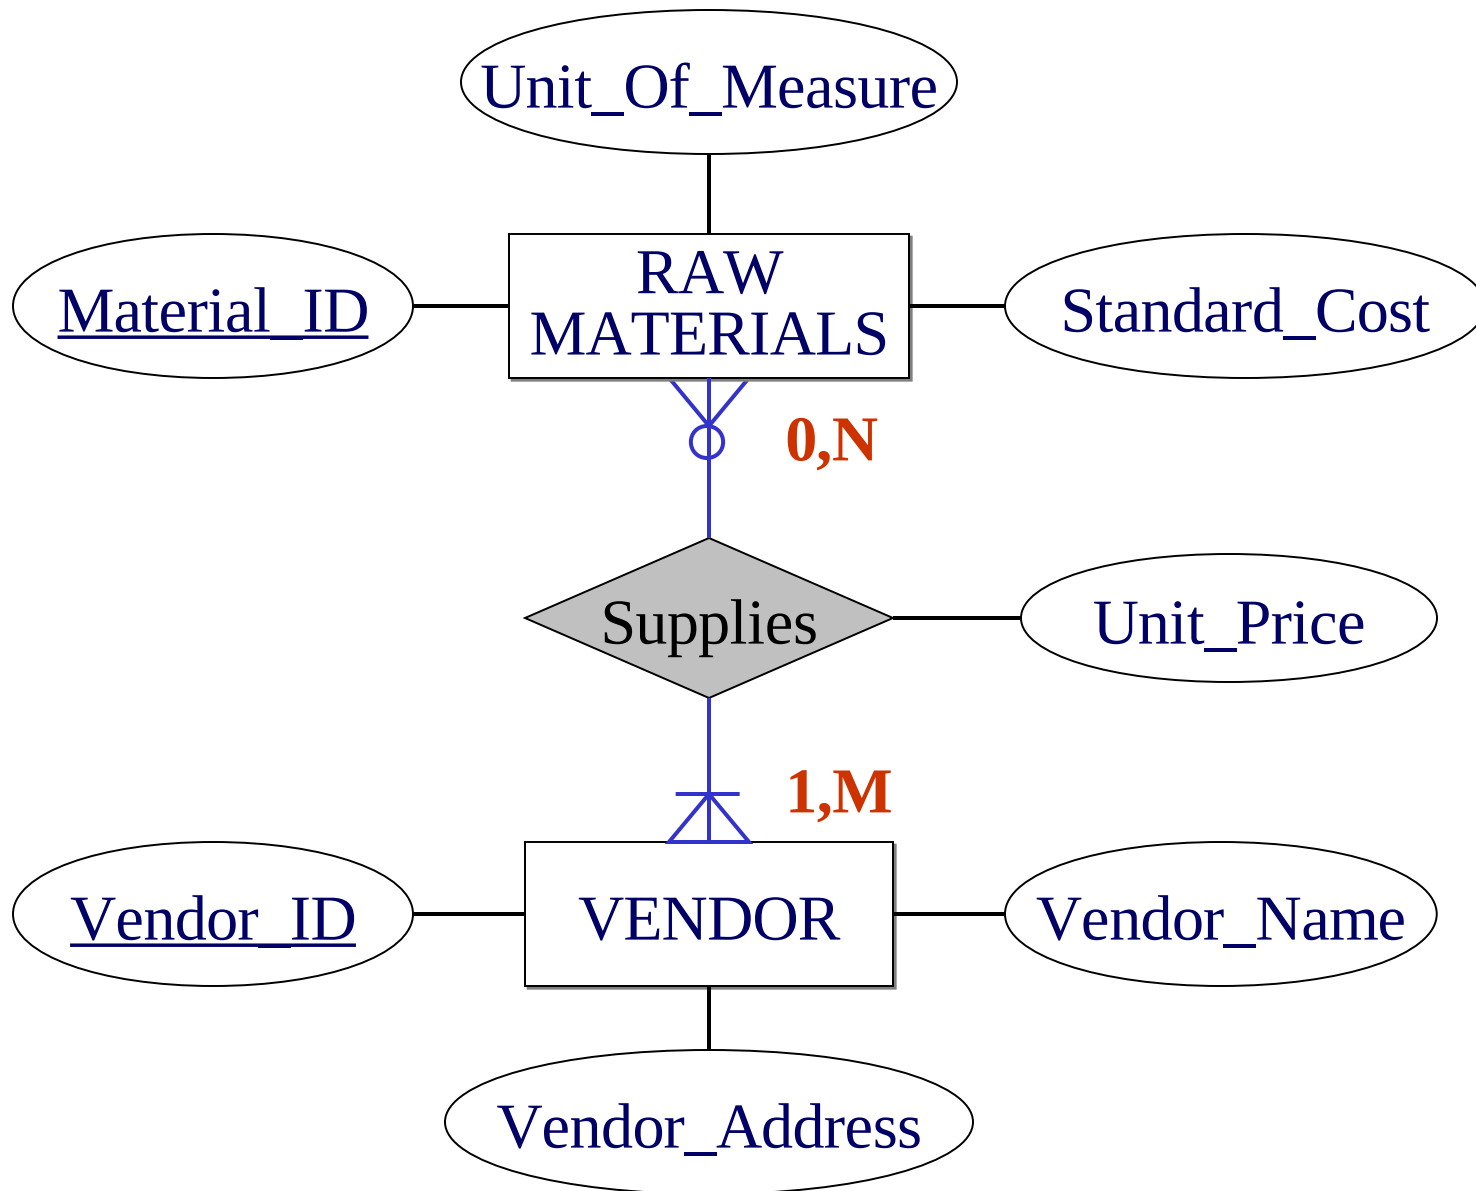 Unit_Of_Measure
Material_ID
RAW
MATERIALS
Standard_Cost
0,N
Supplies
Unit_Price
1,M
Vendor_ID
VENDOR
Vendor_Name
Vendor_Address